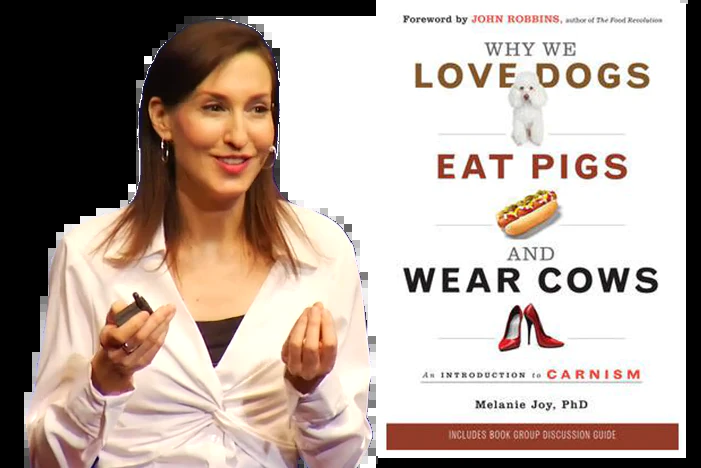 Foreword by JOHN ROBBINS, author of The Food Revolution
WHY WE
LOVE DOGS
EAT PIGS
AND
WEAR COWS
An INTRODUCTION to CARNISM
Melanie Joy, PhD
INCLUDES BOOK GROUP DISCUSSION GUIDE